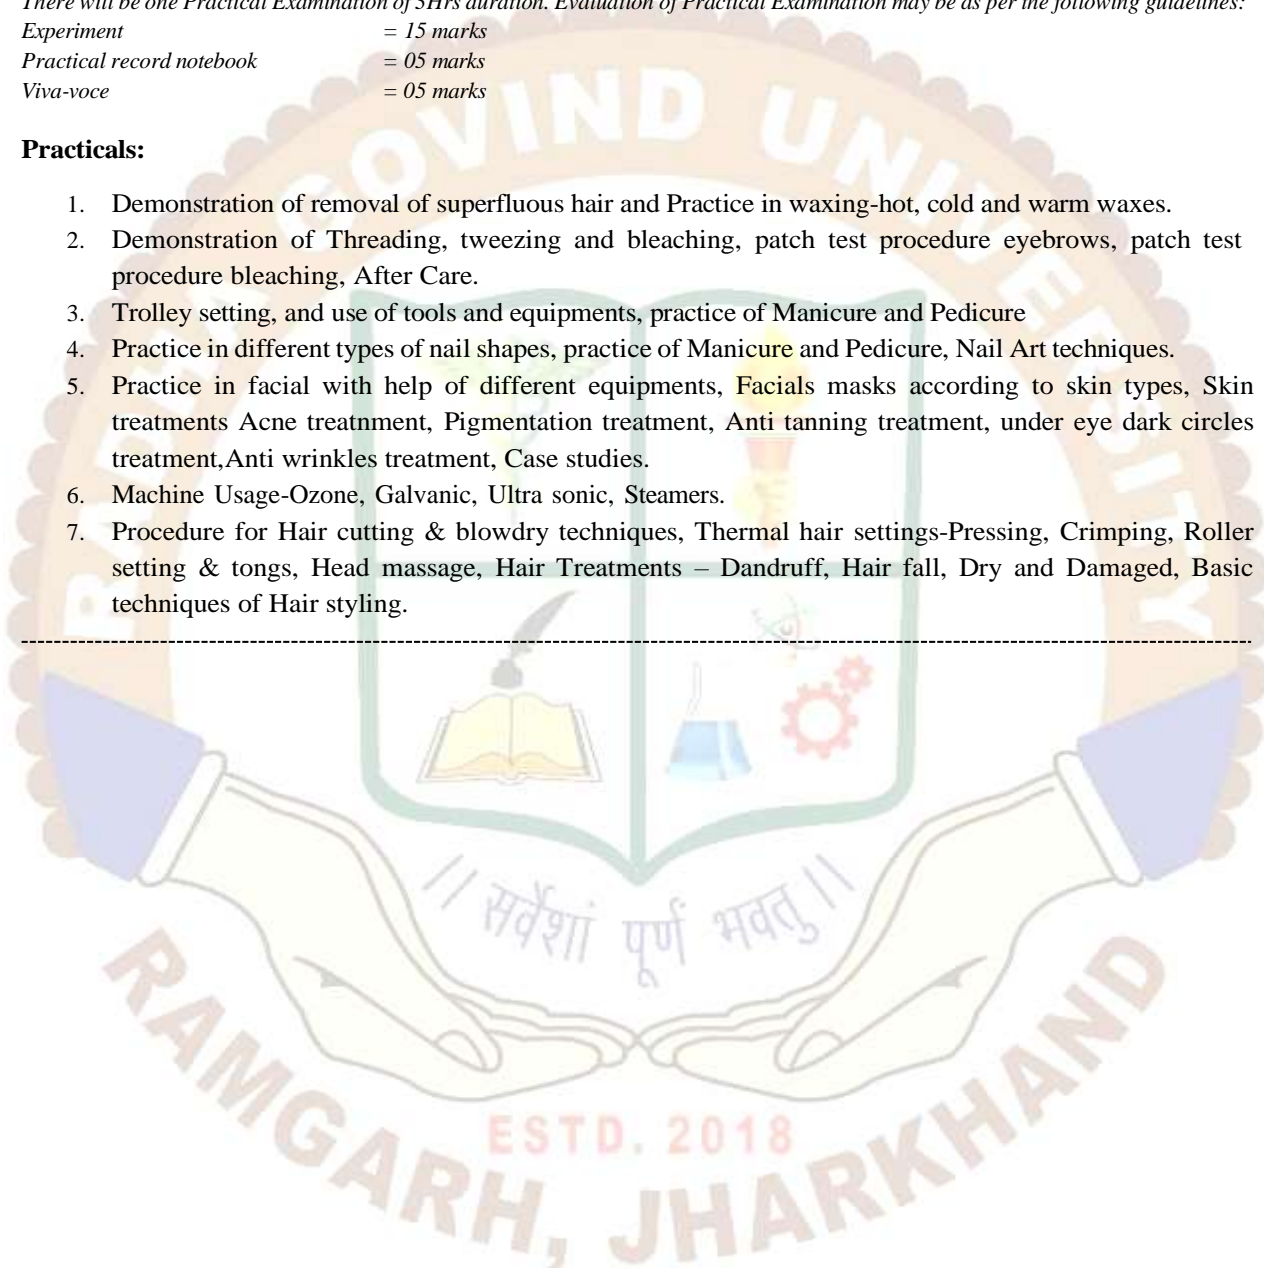 There will be one Practical Examination of 3Hrs duration. Evaluation of Practical Examination may be as per the following guidelines:
Experiment = 15 marks
Practical record notebook = 05 marks
Viva-voce = 05 marks
Practicals:
1. Demonstration of removal of superfluous hair and Practice in waxing-hot, cold and warm waxes.
2. Demonstration of Threading, tweezing and bleaching, patch test procedure eyebrows, patch test
procedure bleaching, After Care.
3. Trolley setting, and use of tools and equipments, practice of Manicure and Pedicure
4. Practice in different types of nail shapes, practice of Manicure and Pedicure, Nail Art techniques.
5. Practice in facial with help of different equipments, Facials masks according to skin types, Skin
treatments Acne treatnment, Pigmentation treatment, Anti tanning treatment, under eye dark circles
treatment,Anti wrinkles treatment, Case studies.
6. Machine Usage-Ozone, Galvanic, Ultra sonic, Steamers.
7. Procedure for Hair cutting & blowdry techniques, Thermal hair settings-Pressing, Crimping, Roller
setting & tongs, Head massage, Hair Treatments – Dandruff, Hair fall, Dry and Damaged, Basic
techniques of Hair styling.
RADHA GOVIND UNIVERSITY
// सर्वेशां पूर्ण भवतु //
ESTD. 2018
RAMGARH, JHARKHAND